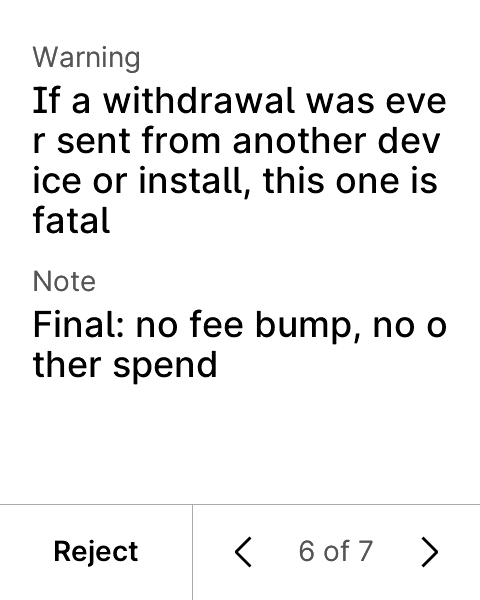 Warning
If a withdrawal was eve
r sent from another dev
ice or install, this one is
fatal
Note
Final: no fee bump, no o
ther spend
Reject
6 of 7